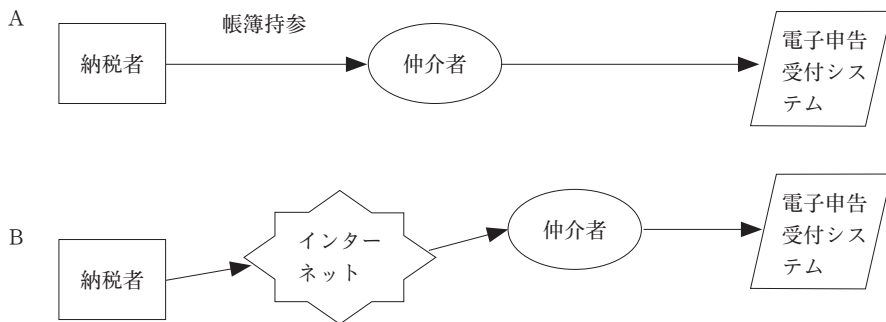 A
帳簿持参
納税者
仲介者
電子申告
受付シス
テム
B
納税者
インター
ネット
仲介者
電子申告
受付シス
テム